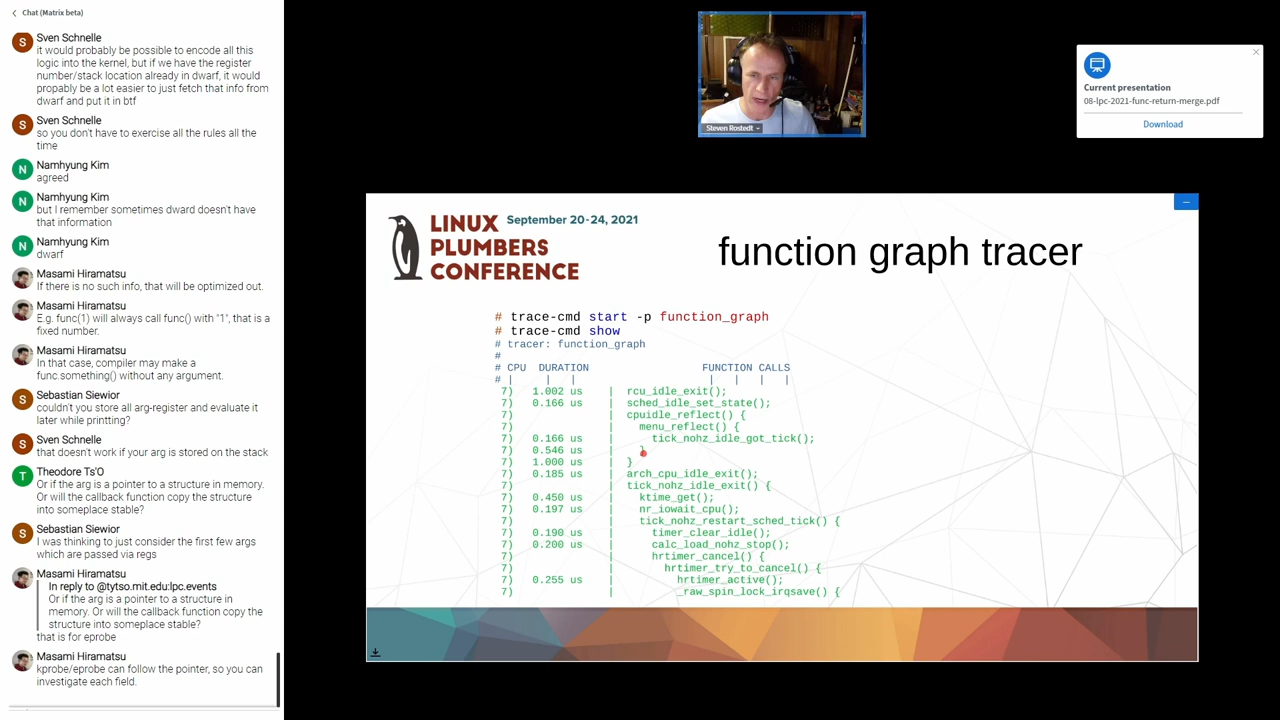 Chat (Matrix beta)
Sven Schnelle
it would probably be possible to encode all this
logic into the kernel, but if we have the register
number/stack location already in dwarf, it would
propably be a lot easier to just fetch that info from
dwarf and put it in btf
Sven Schnelle
so you don't have to exercise all the rules all the
time
Namhyung Kim
agreed
Namhyung Kim
but I remember sometimes dward doesn't have
that information
Namhyung Kim
dwarf
Masami Hiramatsu
If there is no such info, that will be optimized out.
Masami Hiramatsu
E.g. func(1) will always call func() with "1", that is a
fixed number.
Masami Hiramatsu
In that case, compiler may make a
func.something() without any argument.
Sebastian Siewior
couldn't you store all arg-register and evaluate it
later while printting?
Sven Schnelle
that doesn't work if your arg is stored on the stack
Theodore Ts'O
Or if the arg is a pointer to a structure in memory.
Or will the callback function copy the structure
into someplace stable?
Sebastian Siewior
I was thinking to just consider the first few args
which are passed via regs
Masami Hiramatsu
In reply to @tytso.mit.edu:lpc.events
Or if the arg is a pointer to a structure in
memory. Or will the callback function copy the
structure into someplace stable?
that is for eprobe
Masami Hiramatsu
kprobe/eprobe can follow the pointer, so you can
investigate each field.
S
S
N
N
N
S
S
T
S
Steven Rostedt
Current presentation
08-lpc-2021-func-return-merge.pdf
Download
LINUX September 20-24, 2021
PLUMBERS
CONFERENCE
function graph tracer
# trace-cmd start -p function_graph
# trace-cmd show
# tracer: function_graph
#
# CPU  DURATION                  FUNCTION CALLS
# |     |   |                     |   |   |   |
7)   1.002 us    |  rcu_idle_exit();
7)   0.166 us    |  sched_idle_set_state();
7)               |  cpuidle_reflect() {
7)               |    menu_reflect() {
7)   0.166 us    |      tick_nohz_idle_got_tick();
7)   0.546 us    |    }
7)   1.000 us    |  }
7)   0.185 us    |  arch_cpu_idle_exit();
7)               |  tick_nohz_idle_exit() {
7)   0.450 us    |    ktime_get();
7)   0.197 us    |    nr_iowait_cpu();
7)               |    tick_nohz_restart_sched_tick() {
7)   0.190 us    |      timer_clear_idle();
7)   0.200 us    |      calc_load_nohz_stop();
7)               |      hrtimer_cancel() {
7)               |        hrtimer_try_to_cancel() {
7)   0.255 us    |          hrtimer_active();
7)               |          _raw_spin_lock_irqsave() {